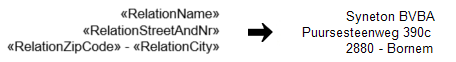 «RelationName»
«RelationStreetAndNr»
«RelationZipCode» - «RelationCity»
Syneton BVBA
Puursesteenweg 390c
2880 - Bornem